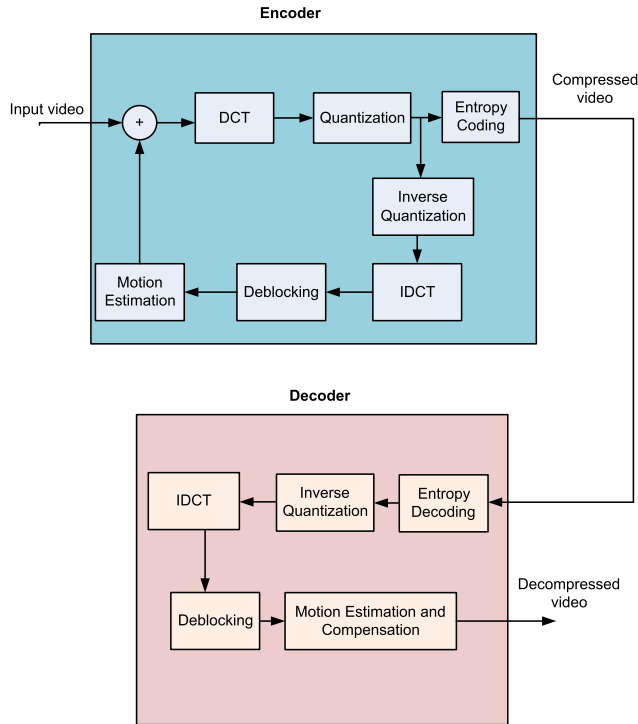 Encoder
Compressed
video
Input video
+
DCT
Quantization
Entropy
Coding
Inverse
Quantization
Motion
Estimation
Deblocking
IDCT
Decoder
IDCT
Inverse
Quantization
Entropy
Decoding
Decompressed
video
Deblocking
Motion Estimation and
Compensation